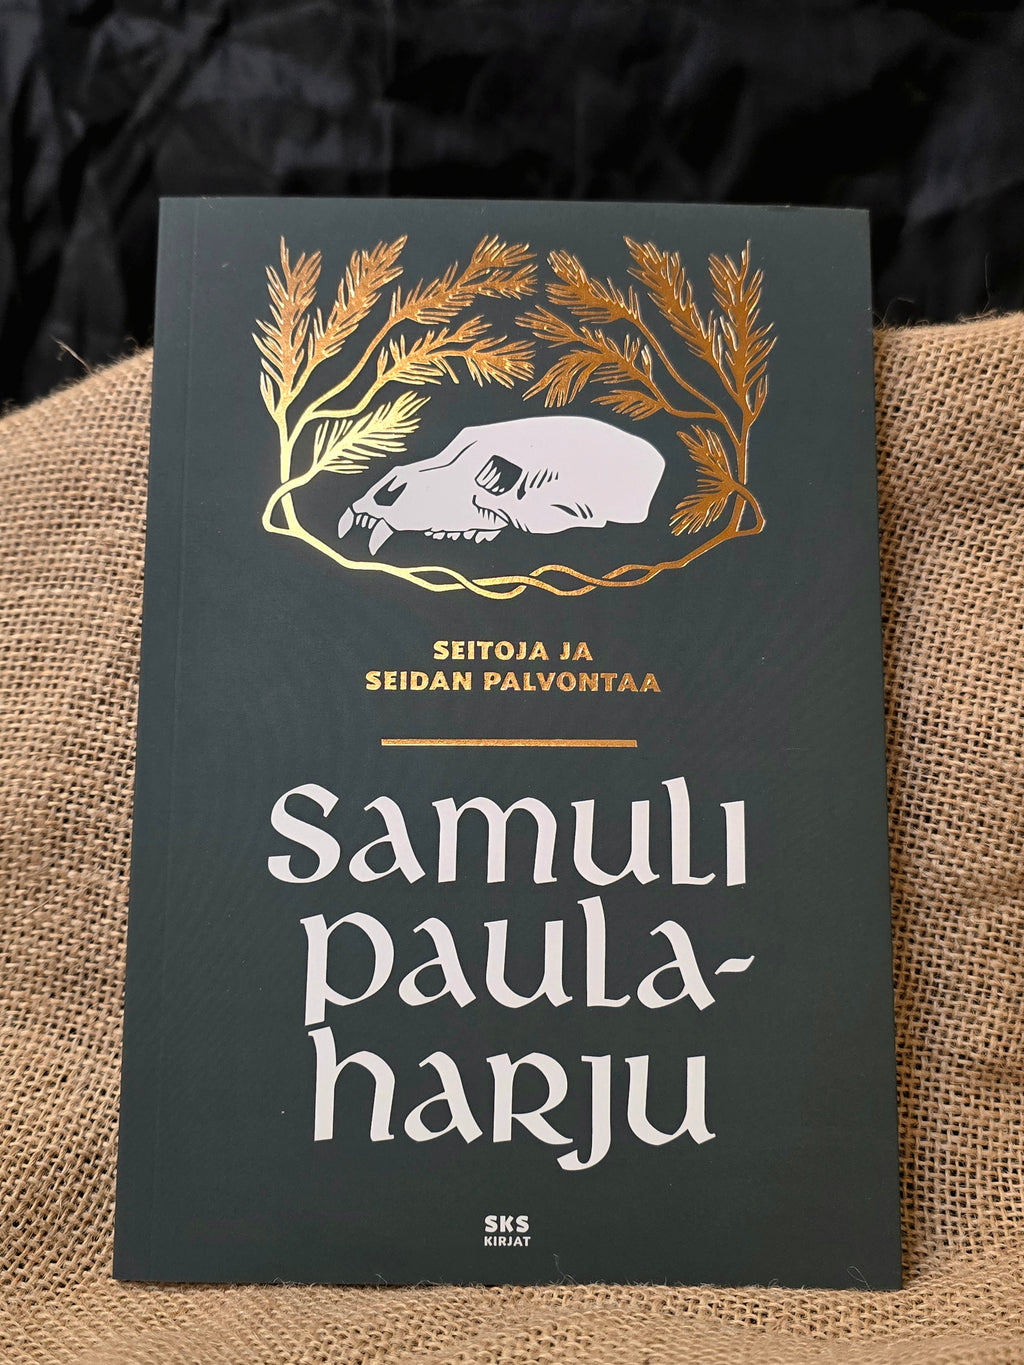 SEITOJA JA
SEIDAN PALVONTAA
Samuli
paula-
harju
SKS
KIRJAT